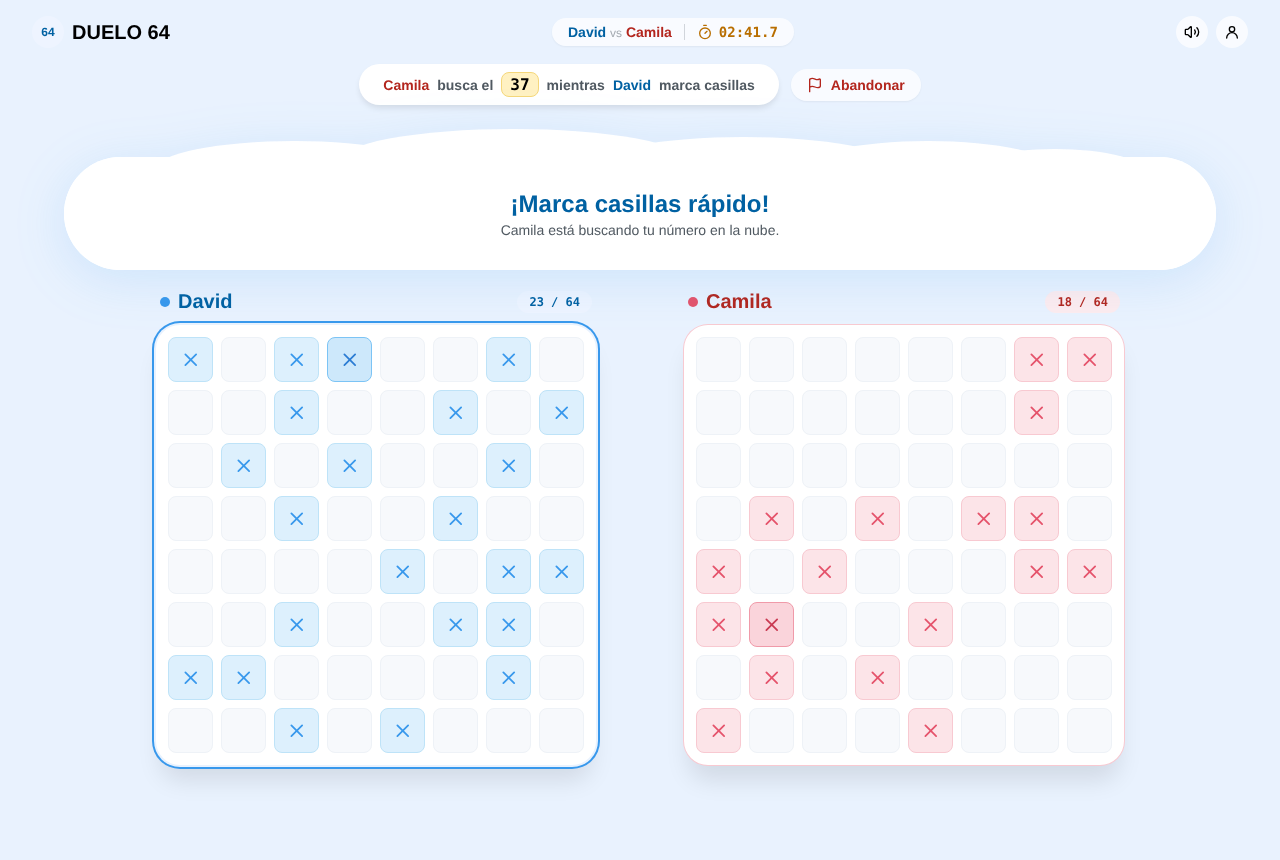 64 DUELO 64
David vs Camila 02:41.7
Camila busca el 37 mientras David marca casillas
Abandonar
¡Marca casillas rápido!
Camila está buscando tu número en la nube.
David 23 / 64
Camila 18 / 64